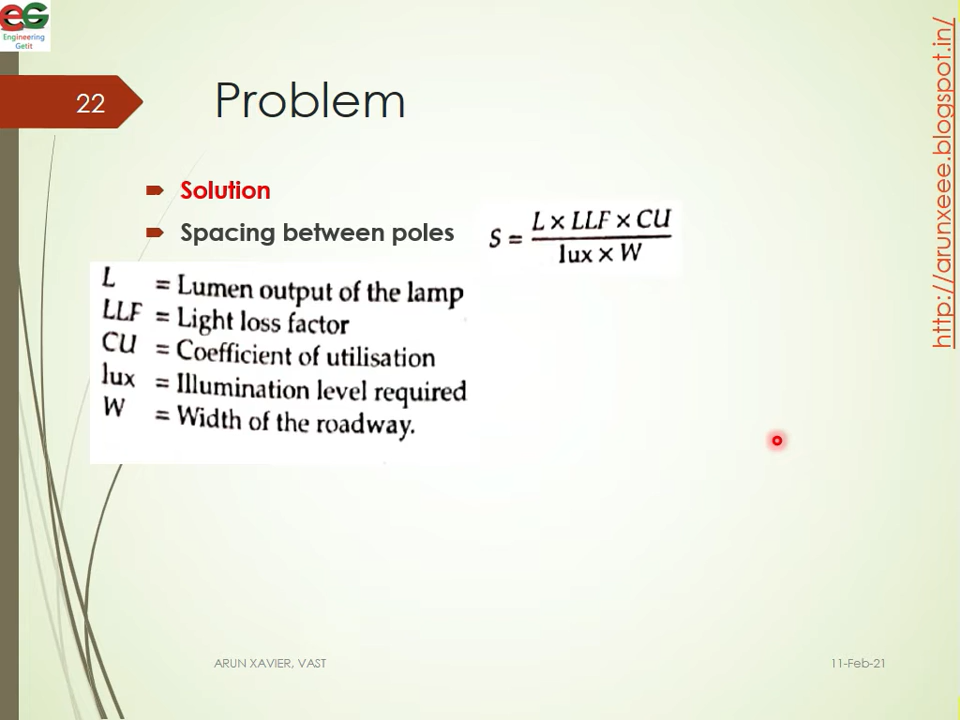 EG
Engineering
Getit
22
Problem
http://arunxeee.blogspot.in/
Solution
Spacing between poles
S = L × LLF × CU / lux × W
L = Lumen output of the lamp
LLF = Light loss factor
CU = Coefficient of utilisation
lux = Illumination level required
W = Width of the roadway.
ARUN XAVIER, VAST
11-Feb-21